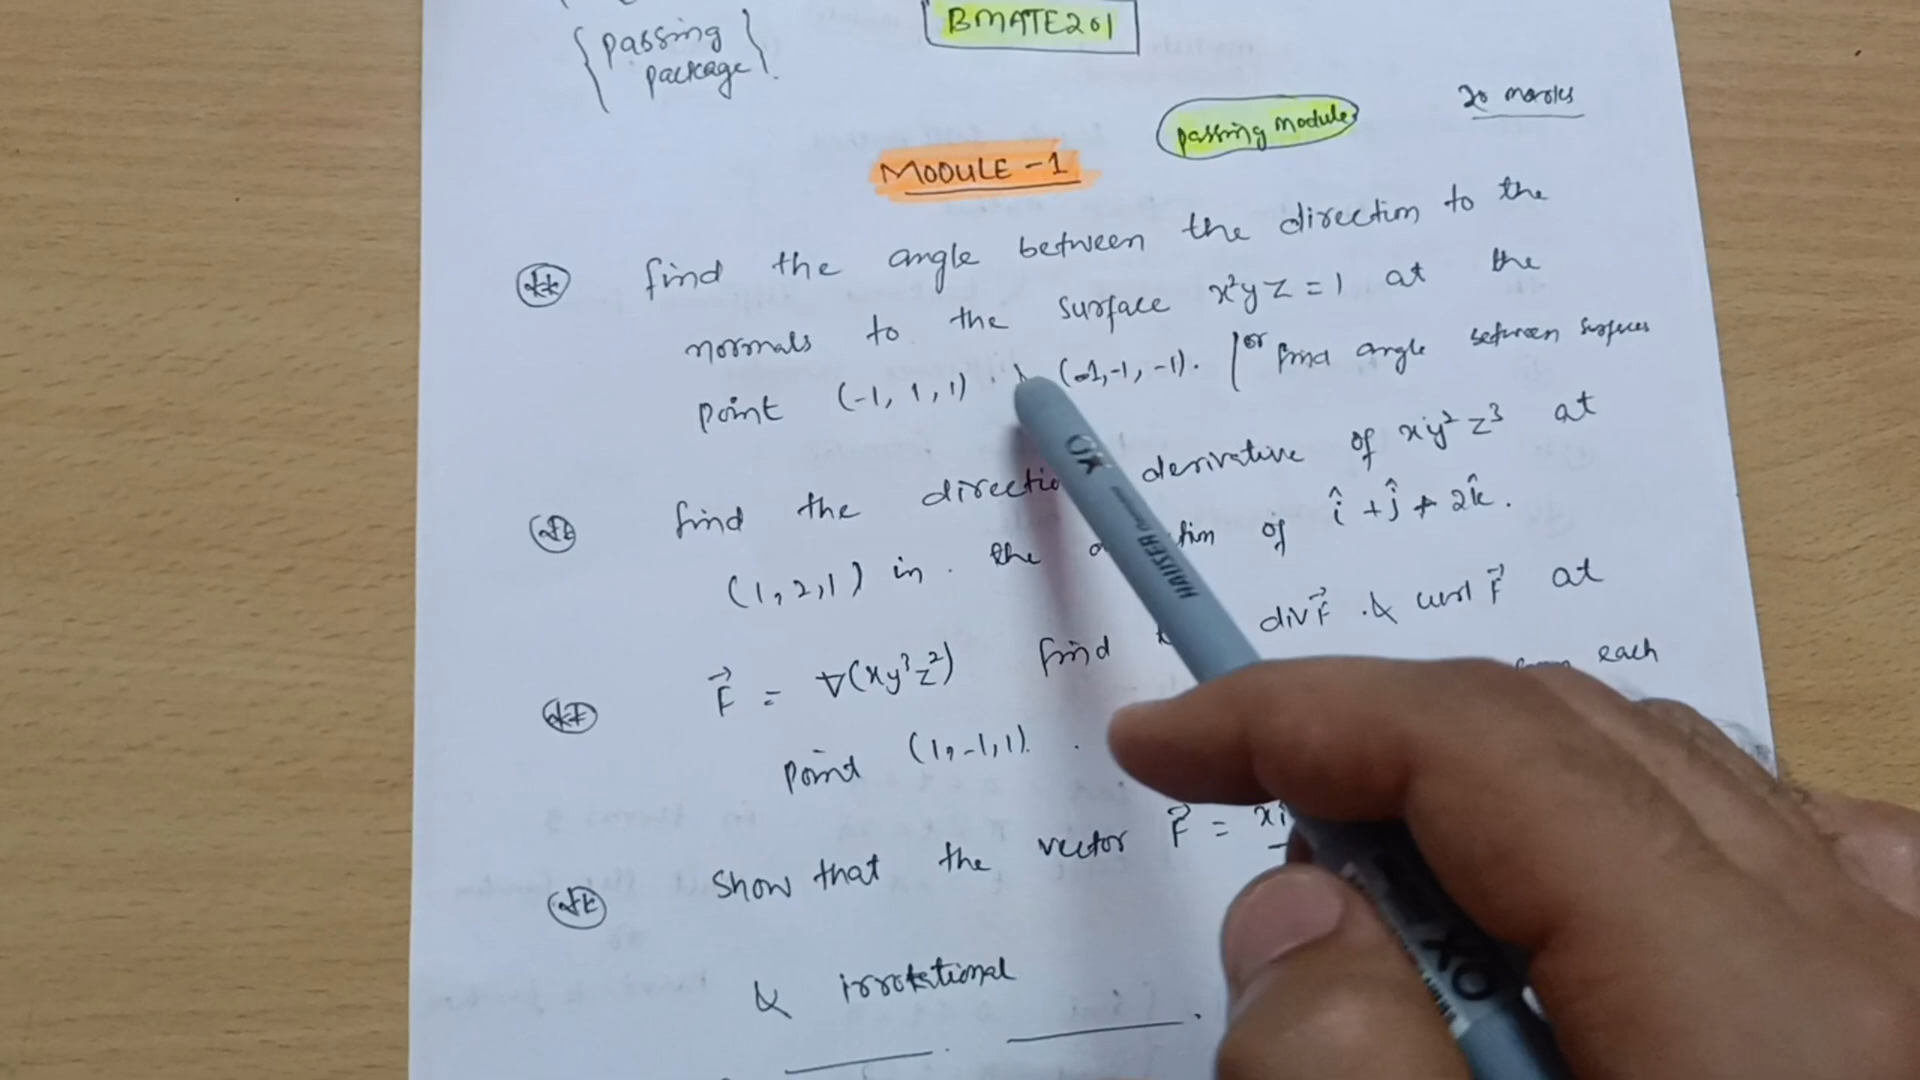 {passing
package}.
BMATE201
passing module
20 marks
MODULE - 1
find the angle between the direction to the
normals to the surface x²yz = 1 at the
point (-1, 1, 1) & (-1, -1, -1). | or find angle between surfaces
find the directio derivative of xy²z³ at
(1, 2, 1) in the of î + ĵ + 2k̂.
F⃗ = ∇(xy³z²) find div F⃗ & curl F⃗ at
each
point (1, -1, 1).
Show that the vector F⃗ = xi
& irrotational
HAUSER
XO